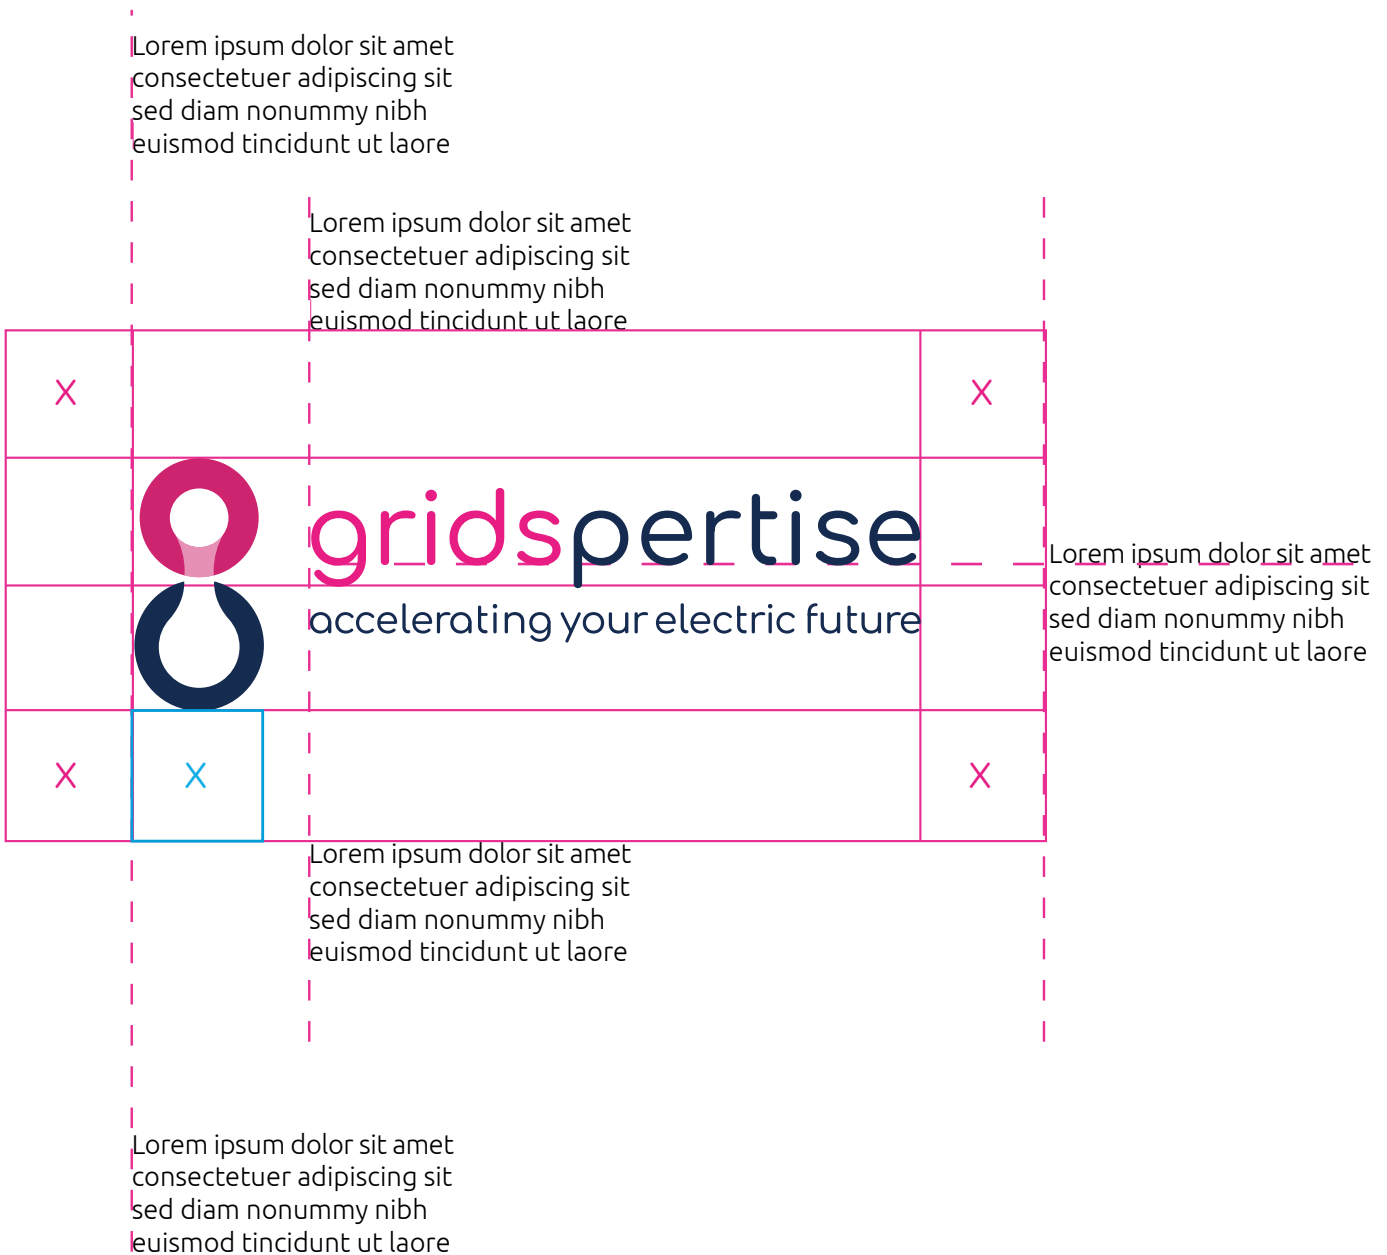 Lorem ipsum dolor sit amet
consectetuer adipiscing sit
sed diam nonummy nibh
euismod tincidunt ut laore
Lorem ipsum dolor sit amet
consectetuer adipiscing sit
sed diam nonummy nibh
euismod tincidunt ut laore
X X
gridspertise
accelerating your electric future
Lorem ipsum dolor sit amet
consectetuer adipiscing sit
sed diam nonummy nibh
euismod tincidunt ut laore
X X X
Lorem ipsum dolor sit amet
consectetuer adipiscing sit
sed diam nonummy nibh
euismod tincidunt ut laore
Lorem ipsum dolor sit amet
consectetuer adipiscing sit
sed diam nonummy nibh
euismod tincidunt ut laore